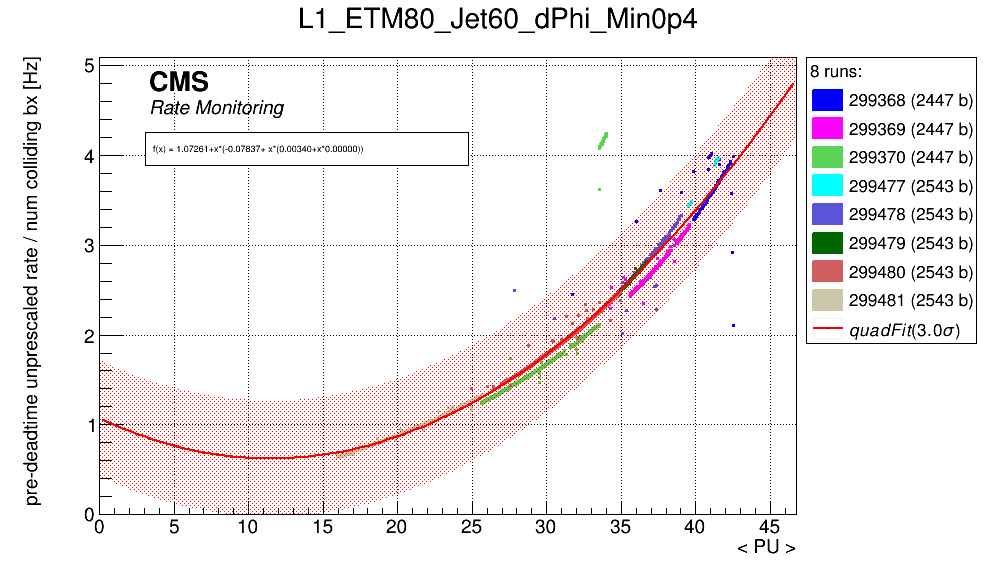 L1_ETM80_Jet60_dPhi_Min0p4
pre-deadtime unprescaled rate / num colliding bx [Hz]
CMS
Rate Monitoring
f(x) = 1.07261+x*(-0.07837+ x*(0.00340+x*0.00000))
5
4
3
2
1
0
0 5 10 15 20 25 30 35 40 45
< PU >
8 runs:
299368 (2447 b)
299369 (2447 b)
299370 (2447 b)
299477 (2543 b)
299478 (2543 b)
299479 (2543 b)
299480 (2543 b)
299481 (2543 b)
quadFit(3.0σ)